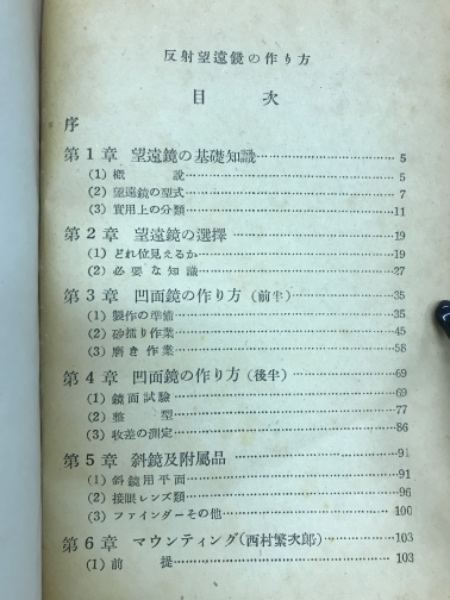 反射望遠鏡の作り方
目次
序
第1章 望遠鏡の基礎知識…………5
(1) 概説…………5
(2) 望遠鏡の型式…………7
(3) 實用上の分類…………11
第2章 望遠鏡の選擇…………19
(1) どれ位見えるか…………19
(2) 必要な知識…………27
第3章 凹面鏡の作り方(前半)…………35
(1) 製作の準備…………35
(2) 砂摺り作業…………45
(3) 磨き作業…………58
第4章 凹面鏡の作り方(後半)…………69
(1) 鏡面試驗…………69
(2) 整型…………77
(3) 收差の測定…………86
第5章 斜鏡及附屬品…………91
(1) 斜鏡用平面…………91
(2) 接眼レンズ類…………96
(3) ファインダーその他…………100
第6章 マウンティング(西村繁次郎)…………103
(1) 前提…………103